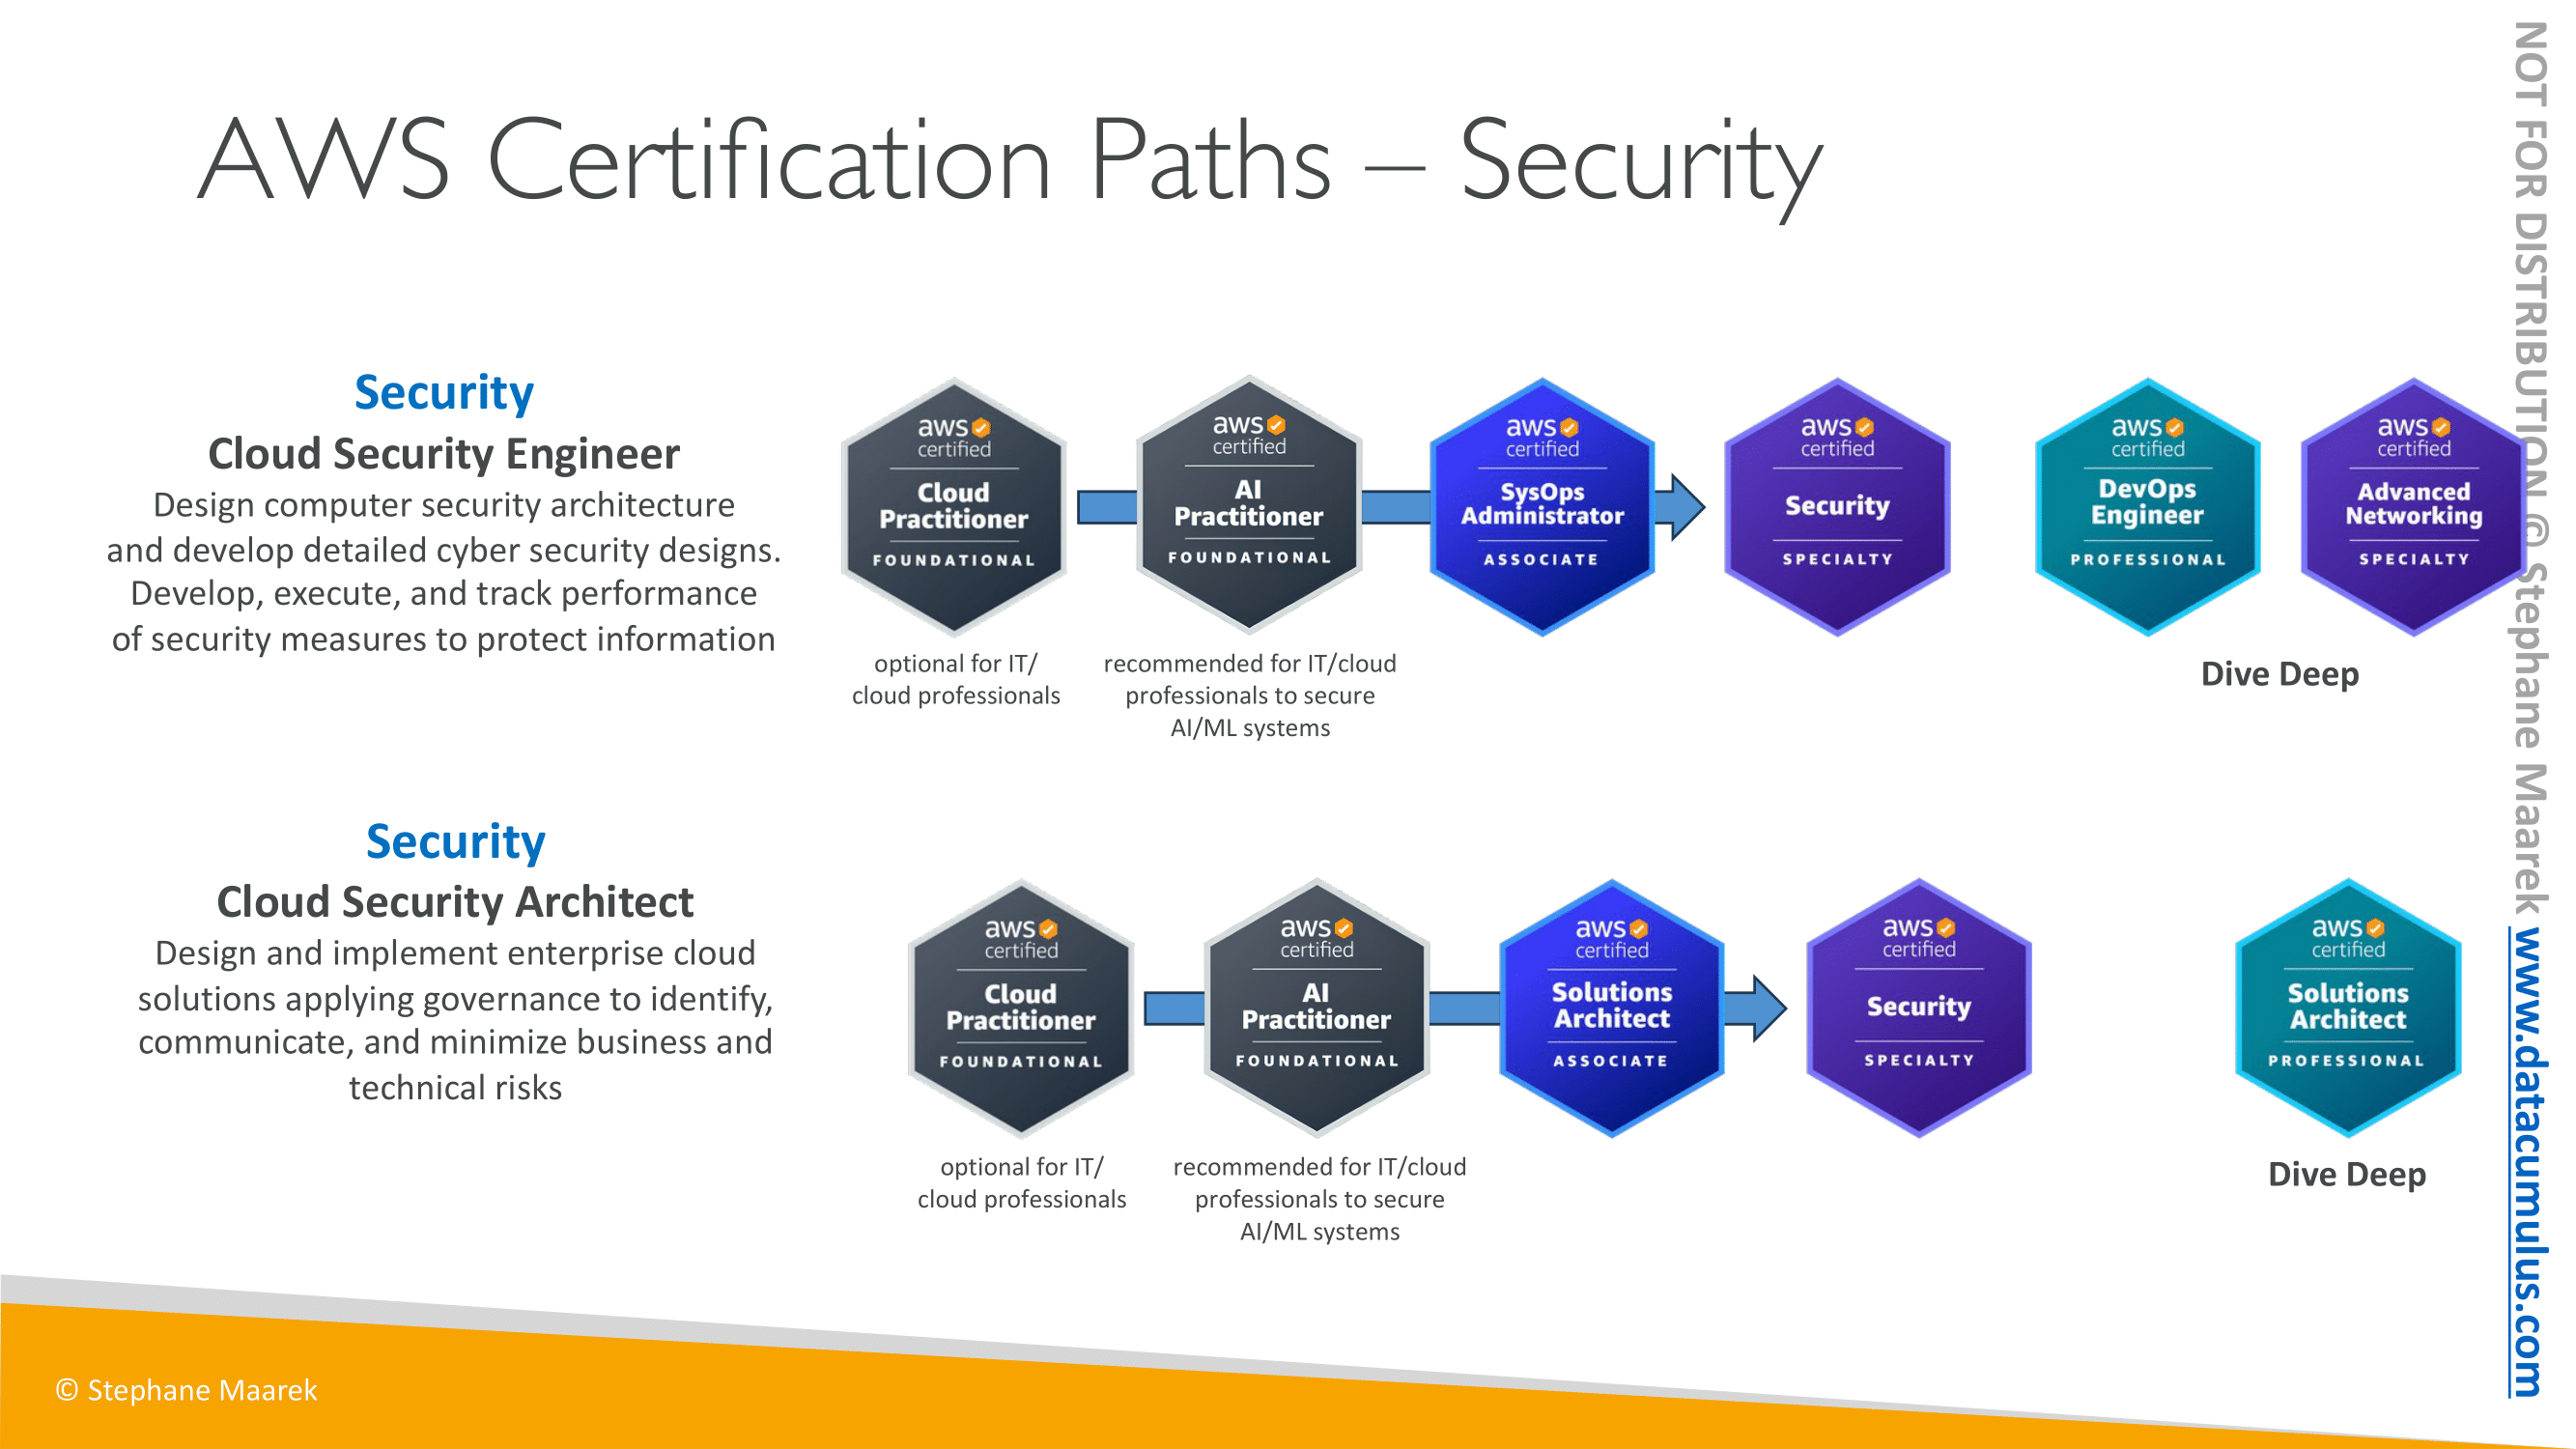 AWS Certification Paths – Security
Security
Cloud Security Engineer
Design computer security architecture
and develop detailed cyber security designs.
Develop, execute, and track performance
of security measures to protect information
aws
certified
Cloud
Practitioner
FOUNDATIONAL
optional for IT/
cloud professionals
aws
certified
AI
Practitioner
FOUNDATIONAL
recommended for IT/cloud
professionals to secure
AI/ML systems
aws
certified
SysOps
Administrator
ASSOCIATE
aws
certified
Security
SPECIALTY
aws
certified
DevOps
Engineer
PROFESSIONAL
aws
certified
Advanced
Networking
SPECIALTY
Dive Deep
Security
Cloud Security Architect
Design and implement enterprise cloud
solutions applying governance to identify,
communicate, and minimize business and
technical risks
aws
certified
Cloud
Practitioner
FOUNDATIONAL
optional for IT/
cloud professionals
aws
certified
AI
Practitioner
FOUNDATIONAL
recommended for IT/cloud
professionals to secure
AI/ML systems
aws
certified
Solutions
Architect
ASSOCIATE
aws
certified
Security
SPECIALTY
aws
certified
Solutions
Architect
PROFESSIONAL
Dive Deep
© Stephane Maarek
NOT FOR DISTRIBUTION © Stephane Maarek www.datacumulus.com